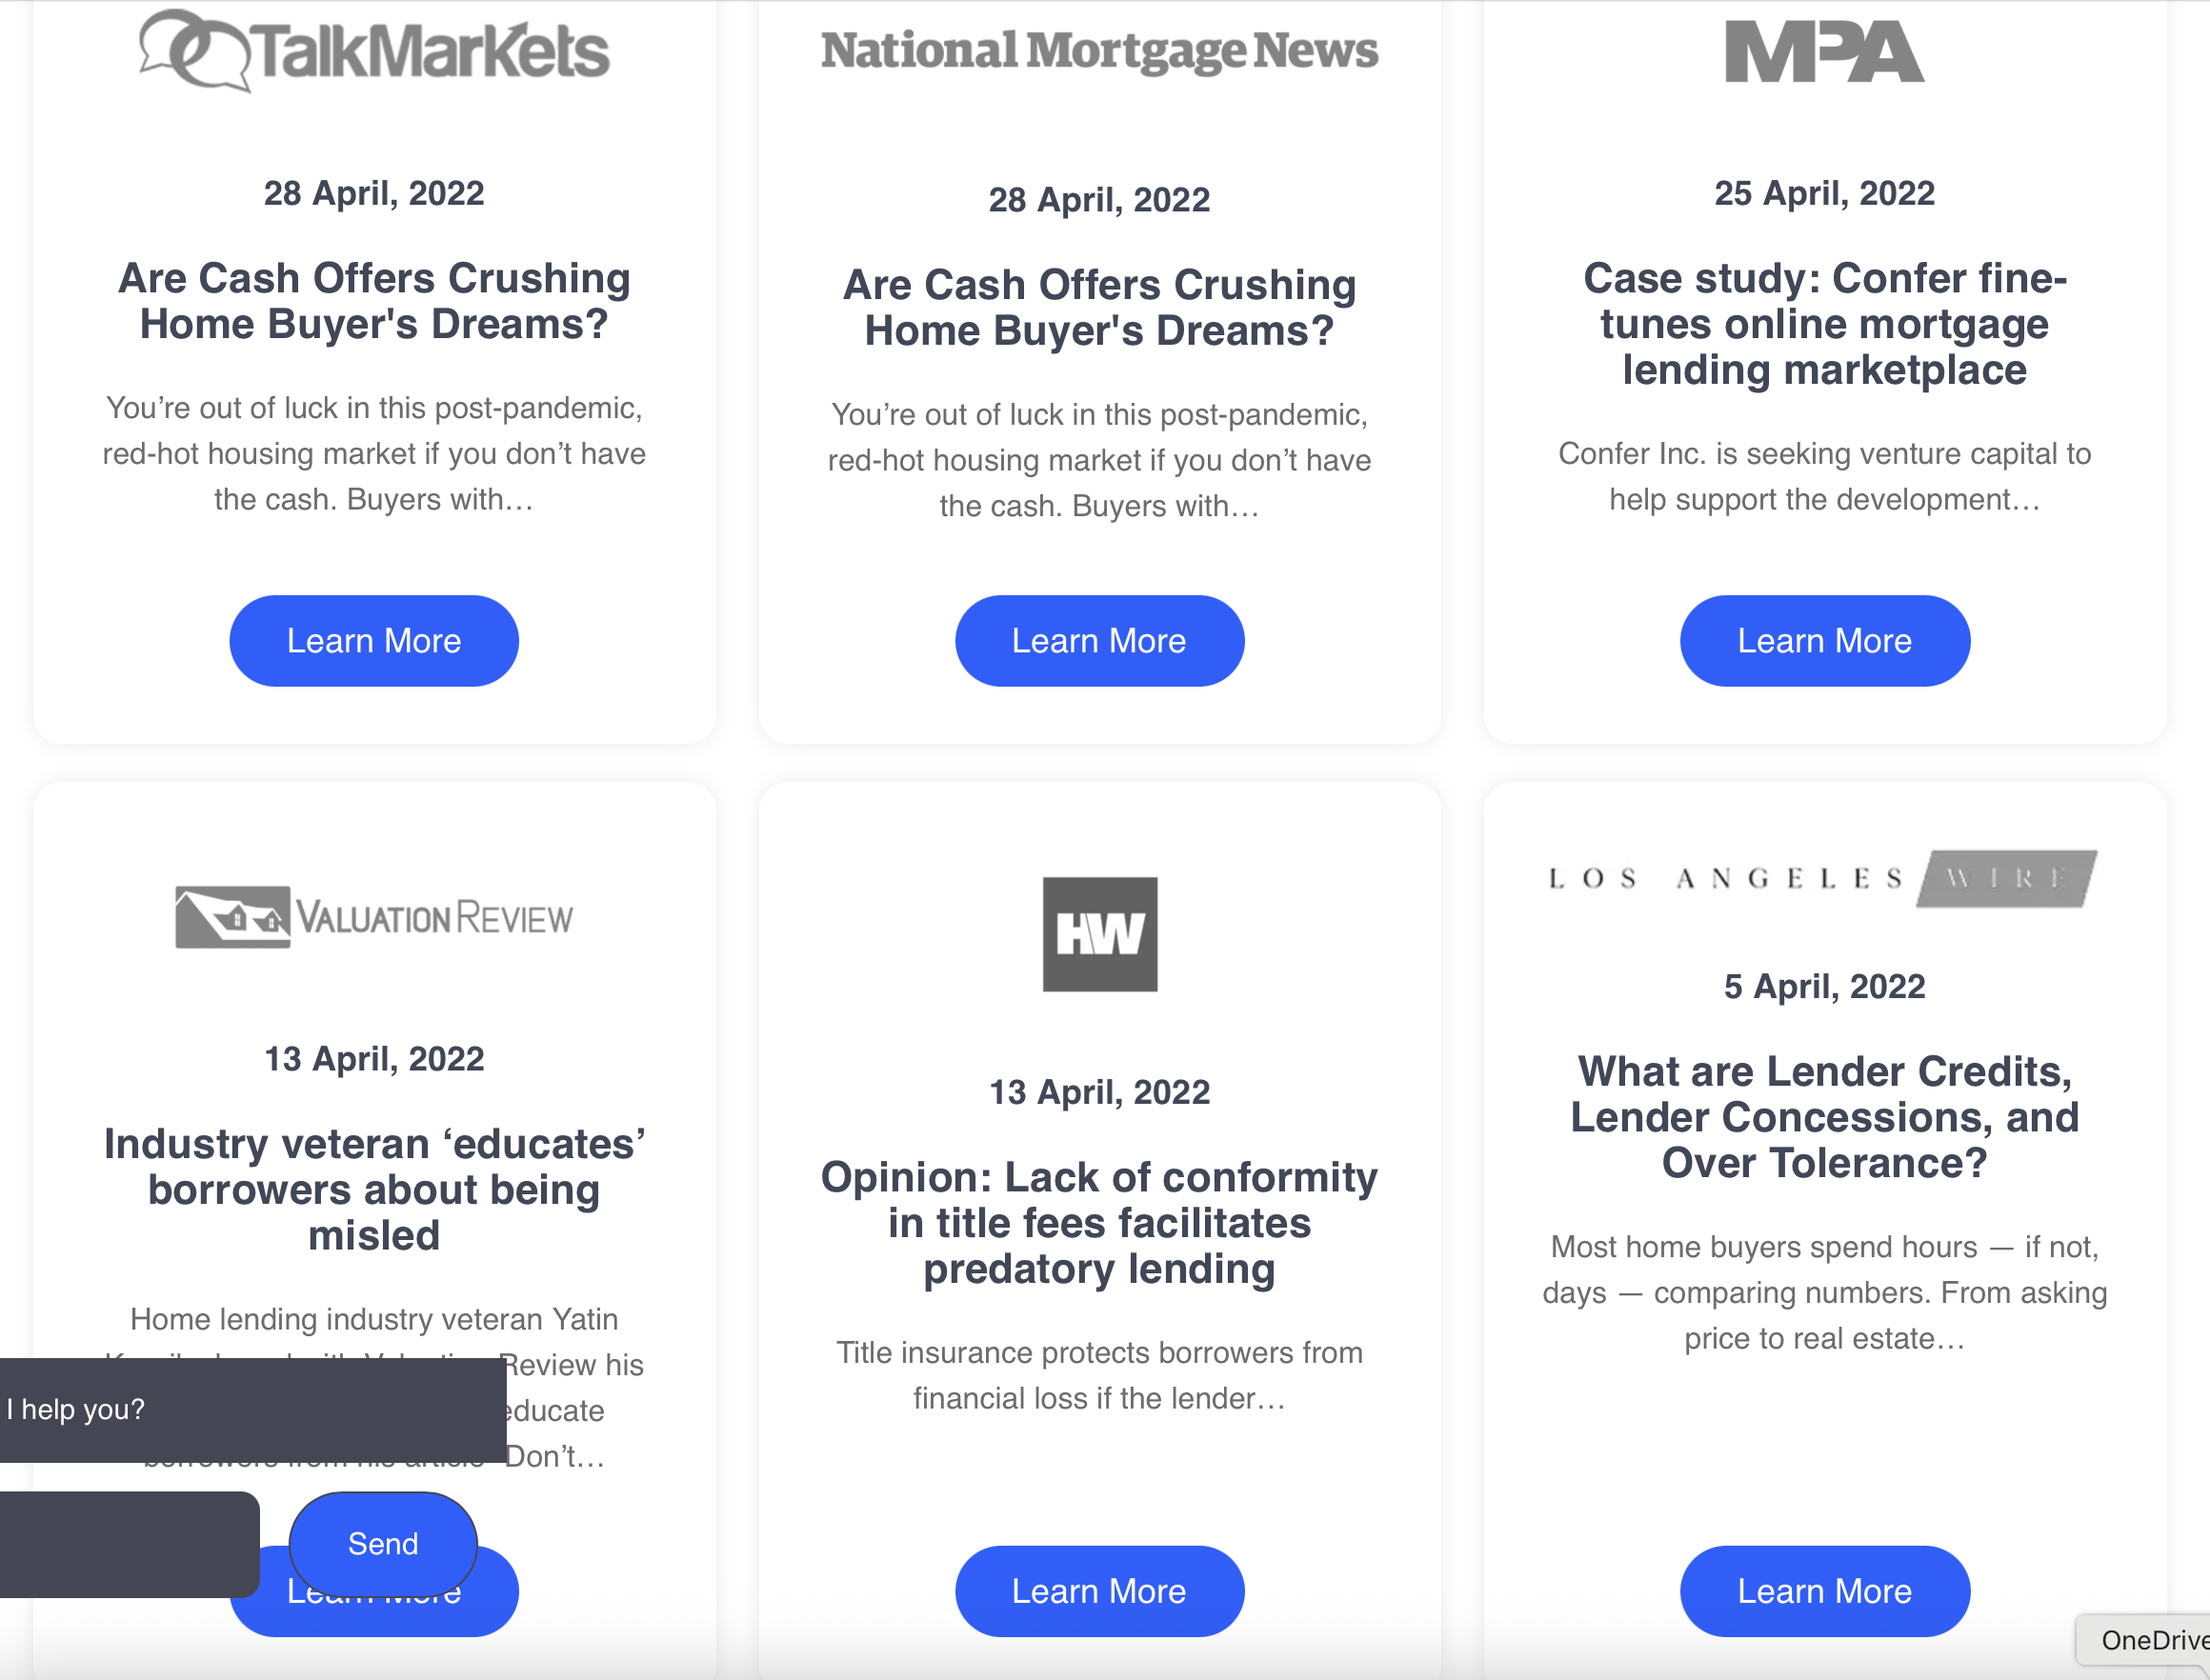 TalkMarkets
28 April, 2022
Are Cash Offers Crushing
Home Buyer's Dreams?
You’re out of luck in this post-pandemic,
red-hot housing market if you don’t have
the cash. Buyers with…
Learn More
National Mortgage News
28 April, 2022
Are Cash Offers Crushing
Home Buyer's Dreams?
You’re out of luck in this post-pandemic,
red-hot housing market if you don’t have
the cash. Buyers with…
Learn More
MPA
25 April, 2022
Case study: Confer fine-
tunes online mortgage
lending marketplace
Confer Inc. is seeking venture capital to
help support the development…
Learn More
VALUATION REVIEW
13 April, 2022
Industry veteran ‘educates’
borrowers about being
misled
Home lending industry veteran Yatin
Review his
educate
Don’t…
I help you?
Send
Learn More
HW
13 April, 2022
Opinion: Lack of conformity
in title fees facilitates
predatory lending
Title insurance protects borrowers from
financial loss if the lender…
Learn More
LOS ANGELES WIRE
5 April, 2022
What are Lender Credits,
Lender Concessions, and
Over Tolerance?
Most home buyers spend hours — if not,
days — comparing numbers. From asking
price to real estate…
Learn More
OneDrive